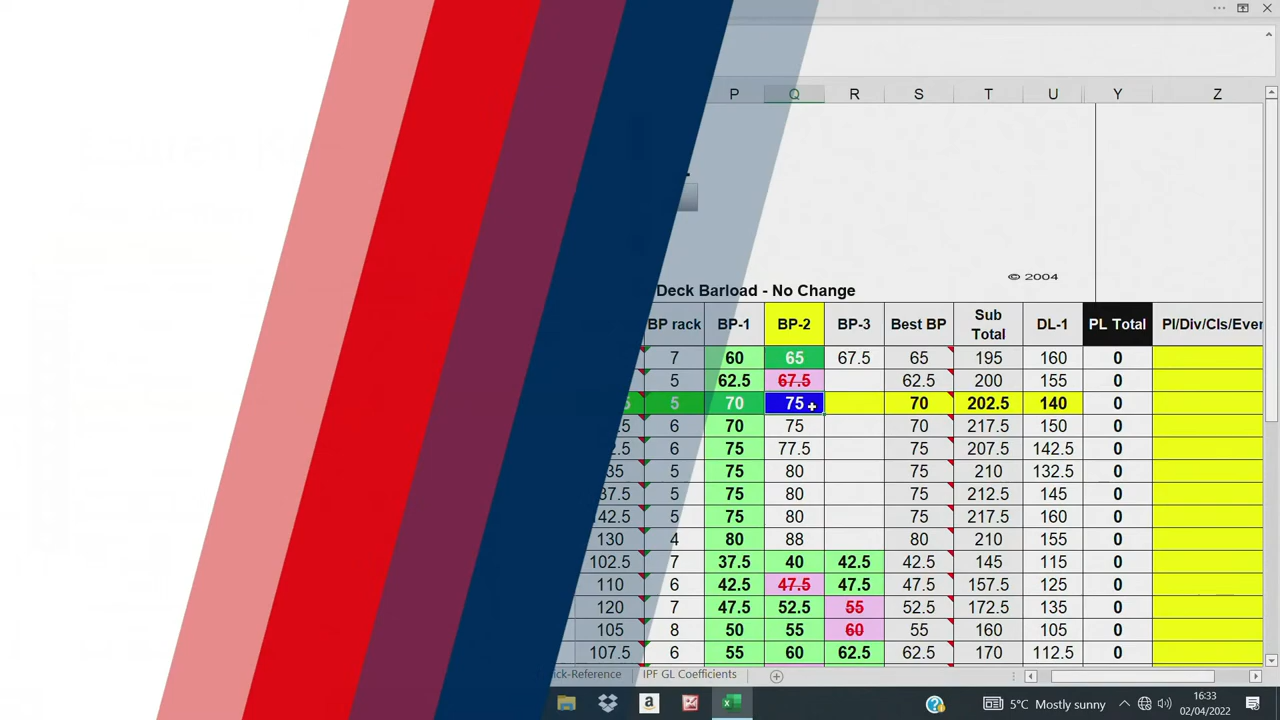 P Q R S T U Y Z
© 2004
Deck Barload - No Change
BP rack BP-1 BP-2 BP-3 Best BP Sub Total DL-1 PL Total Pl/Div/Cls/Ever
7 60 65 67.5 65 195 160 0
5 62.5 67.5 62.5 200 155 0
5 5 70 75 70 202.5 140 0
.5 6 70 75 70 217.5 150 0
2.5 6 75 77.5 75 207.5 142.5 0
135 5 75 80 75 210 132.5 0
37.5 5 75 80 75 212.5 145 0
142.5 5 75 80 75 217.5 160 0
130 4 80 88 80 210 155 0
102.5 7 37.5 40 42.5 42.5 145 115 0
110 6 42.5 47.5 47.5 47.5 157.5 125 0
120 7 47.5 52.5 55 52.5 172.5 135 0
105 8 50 55 60 55 160 105 0
107.5 6 55 60 62.5 62.5 170 112.5 0
ck-Reference IPF GL Coefficients
a
5°C Mostly sunny
16:33
02/04/2022